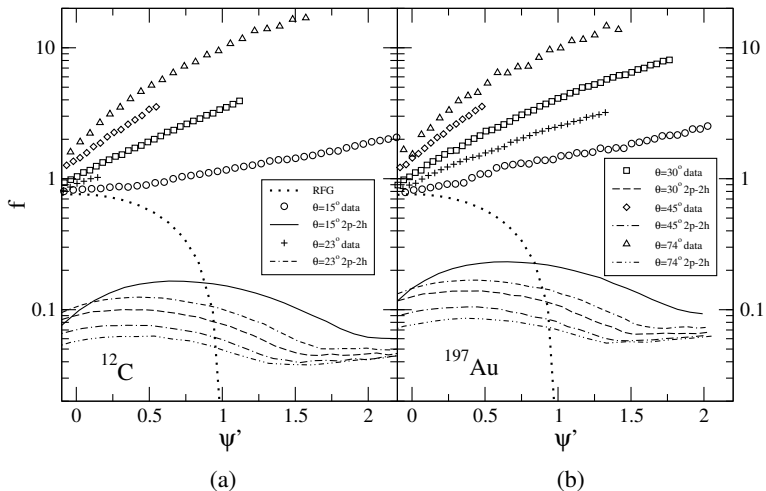 10
1
0.1
f
RFG
θ=15° data
θ=15° 2p-2h
θ=23° data
θ=23° 2p-2h
12C
0 0.5 1 1.5 2
ψ’
(a)
θ=30° data
θ=30° 2p-2h
θ=45° data
θ=45° 2p-2h
θ=74° data
θ=74° 2p-2h
197Au
0 0.5 1 1.5 2
ψ’
10
1
0.1
(b)